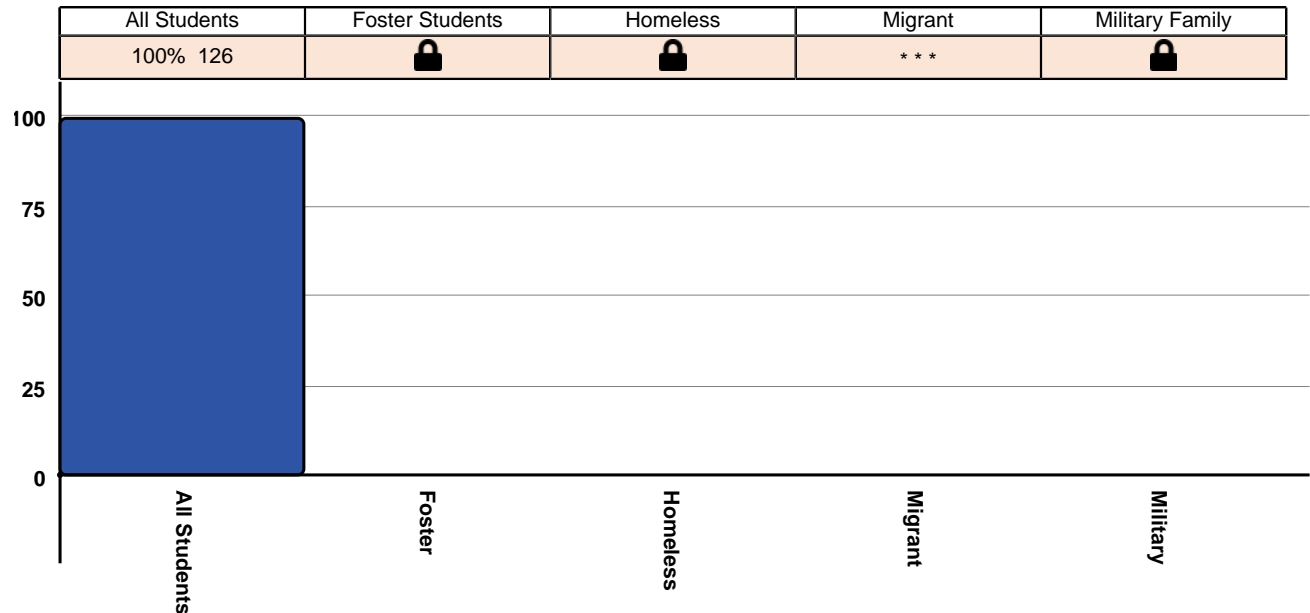 All Students Foster Students Homeless Migrant Military Family
100% 126 * * *
100
75
50
25
0
All Students
Foster
Homeless
Migrant
Military